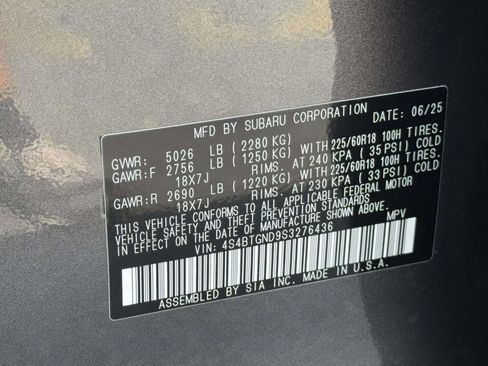 MFD BY SUBARU CORPORATION DATE: 06/25
GVWR: 5026 LB (2280 KG)
GAWR:F 2756 LB (1250 KG) WITH 225/60R18 100H TIRES.
18X7J RIMS. AT 240 KPA (35 PSI) COLD
GAWR:R 2690 LB (1220 KG) WITH 225/60R18 100H TIRES.
18X7J RIMS. AT 230 KPA (33 PSI) COLD
THIS VEHICLE CONFORMS TO ALL APPLICABLE FEDERAL MOTOR
VEHICLE SAFETY AND THEFT PREVENTION STANDARDS IN
EFFECT ON THE DATE OF MANUFACTURE SHOWN ABOVE.
VIN: 4S4BTGND9S3276436 MPV
ASSEMBLED BY SIA INC. MADE IN U.S.A.